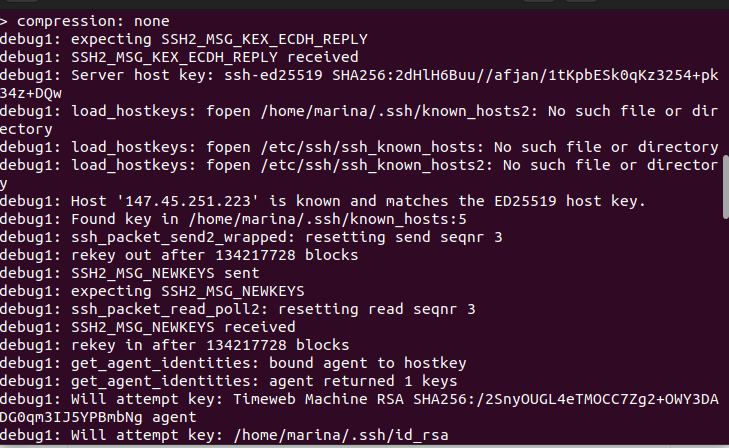 > compression: none
debug1: expecting SSH2_MSG_KEX_ECDH_REPLY
debug1: SSH2_MSG_KEX_ECDH_REPLY received
debug1: Server host key: ssh-ed25519 SHA256:2dHlH6Buu//afjan/1tKpbESk0qKz3254+pk
34z+DQw
debug1: load_hostkeys: fopen /home/marina/.ssh/known_hosts2: No such file or dir
ectory
debug1: load_hostkeys: fopen /etc/ssh/ssh_known_hosts: No such file or directory
debug1: load_hostkeys: fopen /etc/ssh/ssh_known_hosts2: No such file or director
y
debug1: Host '147.45.251.223' is known and matches the ED25519 host key.
debug1: Found key in /home/marina/.ssh/known_hosts:5
debug1: ssh_packet_send2_wrapped: resetting send seqnr 3
debug1: rekey out after 134217728 blocks
debug1: SSH2_MSG_NEWKEYS sent
debug1: expecting SSH2_MSG_NEWKEYS
debug1: ssh_packet_read_poll2: resetting read seqnr 3
debug1: SSH2_MSG_NEWKEYS received
debug1: rekey in after 134217728 blocks
debug1: get_agent_identities: bound agent to hostkey
debug1: get_agent_identities: agent returned 1 keys
debug1: Will attempt key: Timeweb Machine RSA SHA256:/2SnyOUGL4eTMOCC7Zg2+OWY3DA
DG0qm3IJ5YPBmbNg agent
debug1: Will attempt key: /home/marina/.ssh/id_rsa